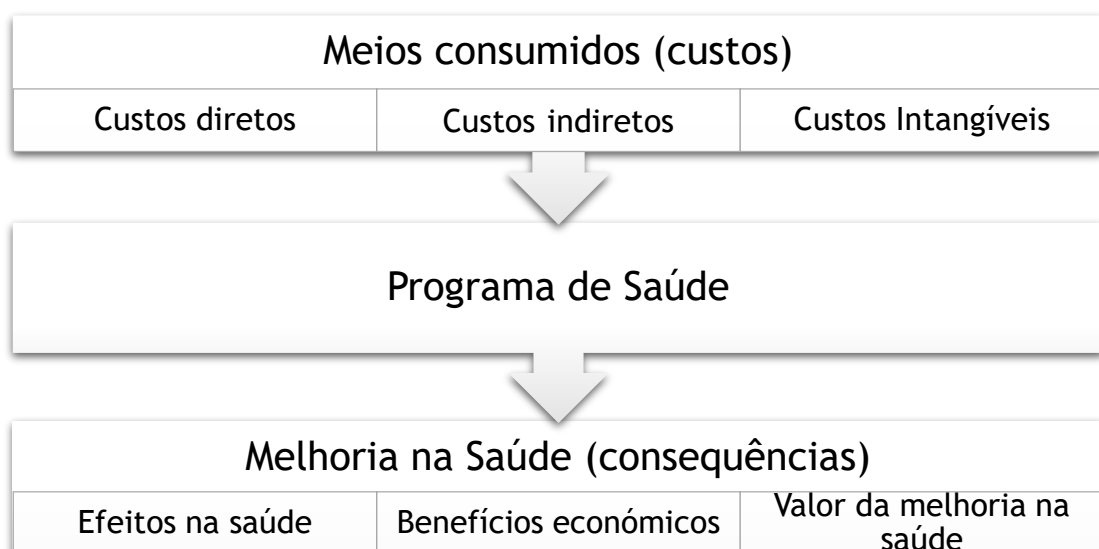 Meios consumidos (custos)
Custos diretos
Custos indiretos
Custos Intangíveis
Programa de Saúde
Melhoria na Saúde (consequências)
Efeitos na saúde
Benefícios económicos
Valor da melhoria na
saúde